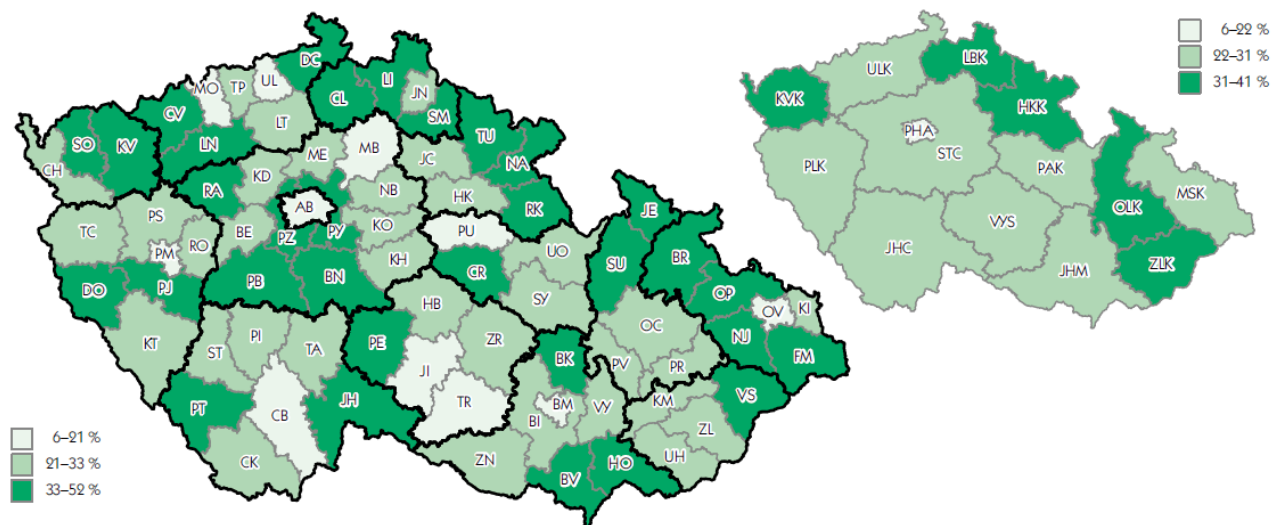 6–22 %
22–31 %
31–41 %
LBK
ULK
KVK
HKK
PHA
STC
PLK
PAK
MSK
OLK
VYS
JHC
JHM
ZLK
DC
MO
TP
UL
LI
CL
JN
CV
SM
LT
TU
LN
SO
KV
ME
MB
NA
JC
CH
KD
RA
NB
HK
AB
RK
JE
PS
KO
TC
BE
PZ
PY
PU
RO
PM
UO
KH
CR
SU
BR
PB
BN
DO
PJ
OP
SY
HB
OV
KI
OC
KT
ST
PI
TA
PE
ZR
NJ
BK
FM
PV
PR
JI
TR
PT
CB
JH
BM
VY
KM
VS
BI
ZL
CK
ZN
UH
HO
BV
6–21 %
21–33 %
33–52 %